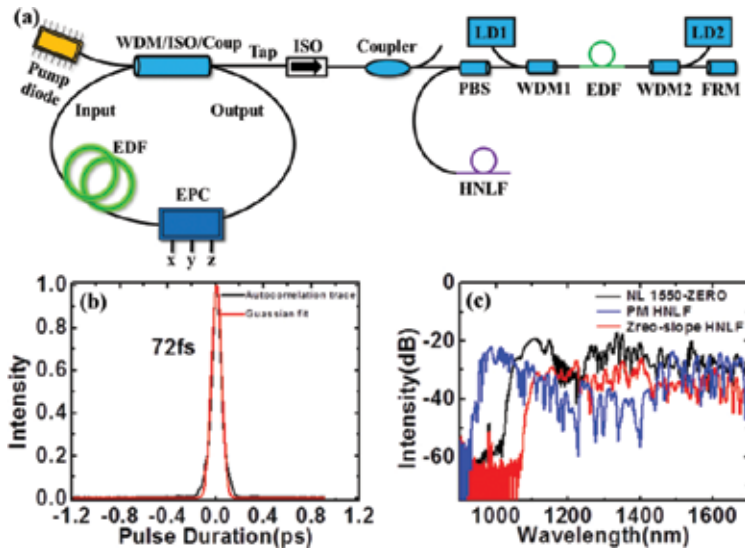 (a)
Pump diode
WDM/ISO/Coup
Tap
ISO
Coupler
LD1
LD2
PBS
WDM1
EDF
WDM2
FRM
Input
Output
EDF
HNLF
EPC
x y z
(b)
Autocorrelation trace
Guassian fit
72fs
Intensity
1.0
0.8
0.6
0.4
0.2
0.0
-1.2 -0.8 -0.4 0.0 0.4 0.8 1.2
Pulse Duration(ps)
(c)
NL 1550-ZERO
PM HNLF
Zreo-slope HNLF
Intensity(dB)
0
-20
-40
-60
1000 1200 1400 1600
Wavelength(nm)